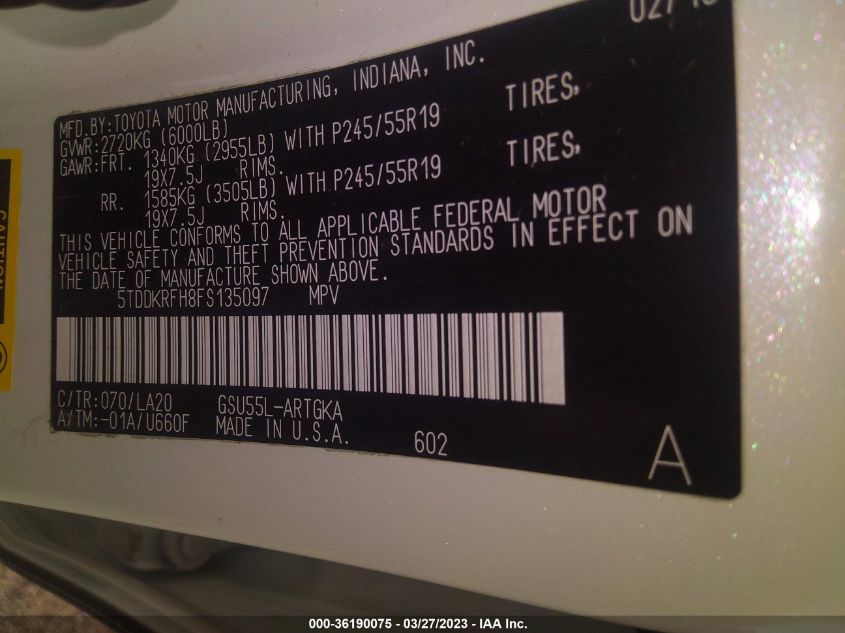 MFD.BY:TOYOTA MOTOR MANUFACTURING, INDIANA, INC.
GVWR:2720KG (6000LB)
GAWR:FRT. 1340KG (2955LB) WITH P245/55R19 TIRES,
19X7.5J RIMS.
RR. 1585KG (3505LB) WITH P245/55R19 TIRES,
19X7.5J RIMS.
THIS VEHICLE CONFORMS TO ALL APPLICABLE FEDERAL MOTOR
VEHICLE SAFETY AND THEFT PREVENTION STANDARDS IN EFFECT ON
THE DATE OF MANUFACTURE SHOWN ABOVE.
5TDDKRFH8FS135097 MPV
C/TR:070/LA20 GSU55L-ARTGKA
A/TM:-01A/U660F MADE IN U.S.A. 602
A
CAUTION
000-36190075 - 03/27/2023 - IAA Inc.